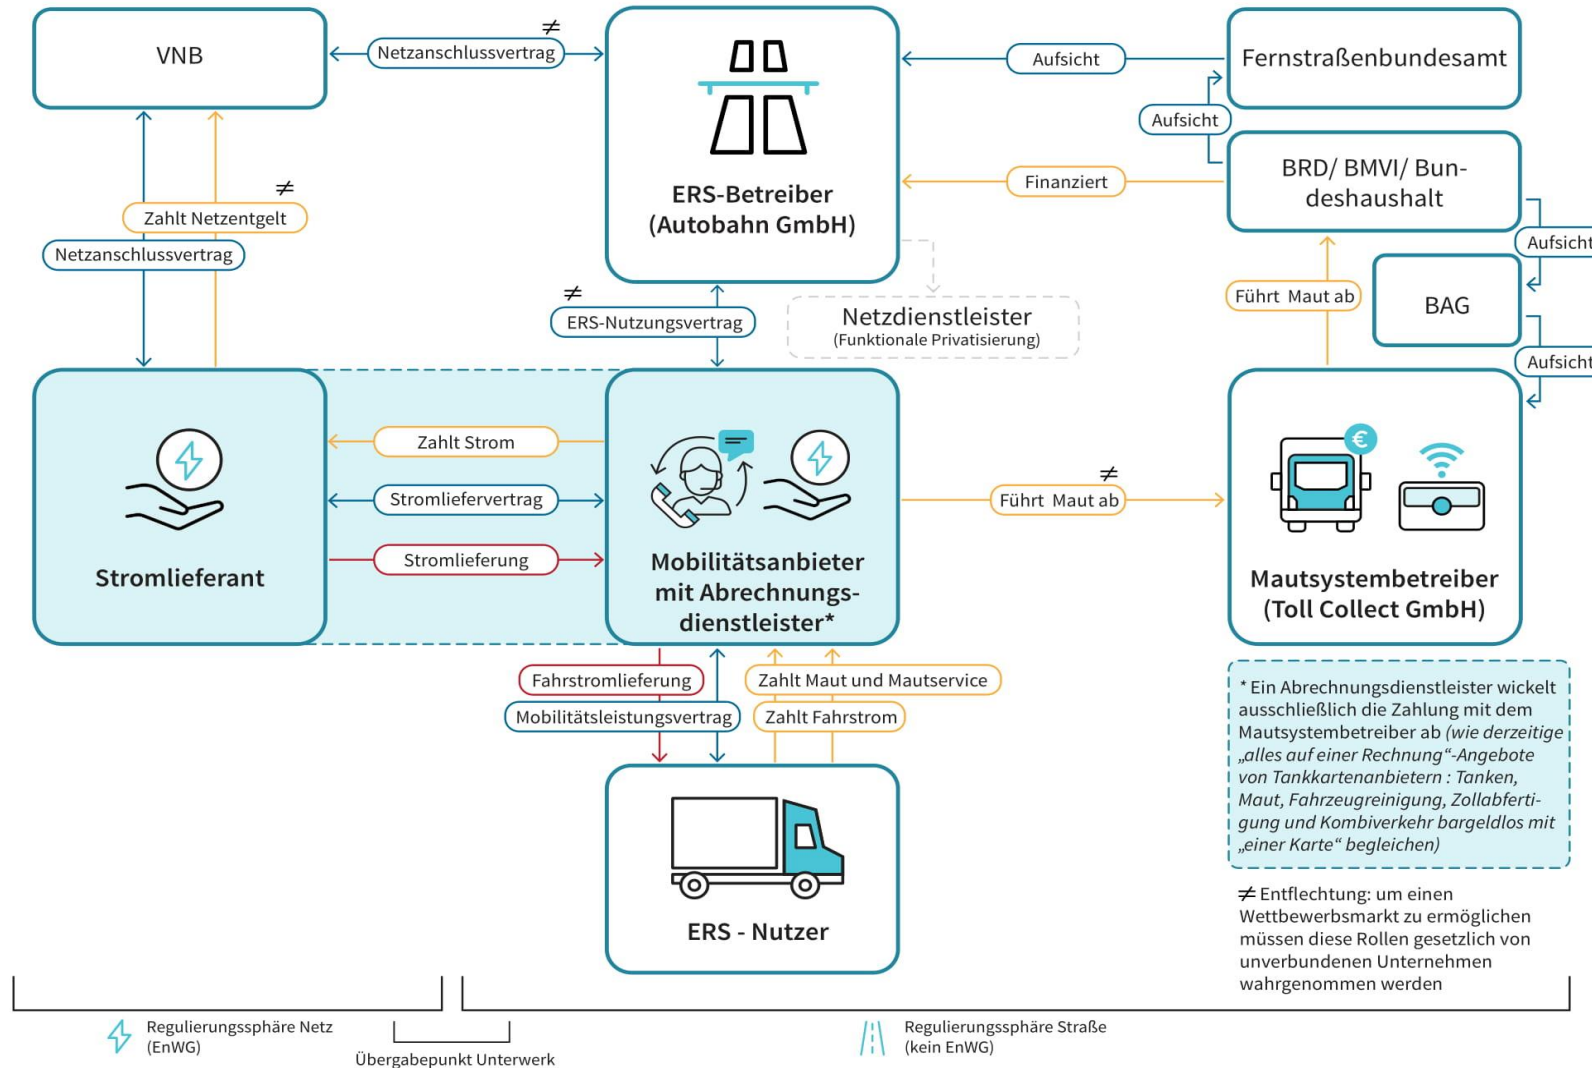 VNB
≠
Netzanschlussvertrag
ERS-Betreiber
(Autobahn GmbH)
Aufsicht
Fernstraßenbundesamt
Aufsicht
Finanziert
BRD/ BMVI/ Bun-
deshaushalt
Aufsicht
≠
Zahlt Netzentgelt
Netzanschlussvertrag
≠
ERS-Nutzungsvertrag
Netzdienstleister
(Funktionale Privatisierung)
Führt Maut ab
BAG
Aufsicht
Stromlieferant
Zahlt Strom
Stromliefervertrag
Stromlieferung
Mobilitätsanbieter
mit Abrechnungs-
dienstleister*
≠
Führt Maut ab
€
Mautsystembetreiber
(Toll Collect GmbH)
Fahrstromlieferung
Mobilitätsleistungsvertrag
Zahlt Maut und Mautservice
Zahlt Fahrstrom
ERS - Nutzer
* Ein Abrechnungsdienstleister wickelt
ausschließlich die Zahlung mit dem
Mautsystembetreiber ab (wie derzeitige
„alles auf einer Rechnung“-Angebote
von Tankkartenanbietern : Tanken,
Maut, Fahrzeugreinigung, Zollabferti-
gung und Kombiverkehr bargeldlos mit
„einer Karte“ begleichen)
≠ Entflechtung: um einen
Wettbewerbsmarkt zu ermöglichen
müssen diese Rollen gesetzlich von
unverbundenen Unternehmen
wahrgenommen werden
Regulierungssphäre Netz
(EnWG)
Übergabepunkt Unterwerk
Regulierungssphäre Straße
(kein EnWG)